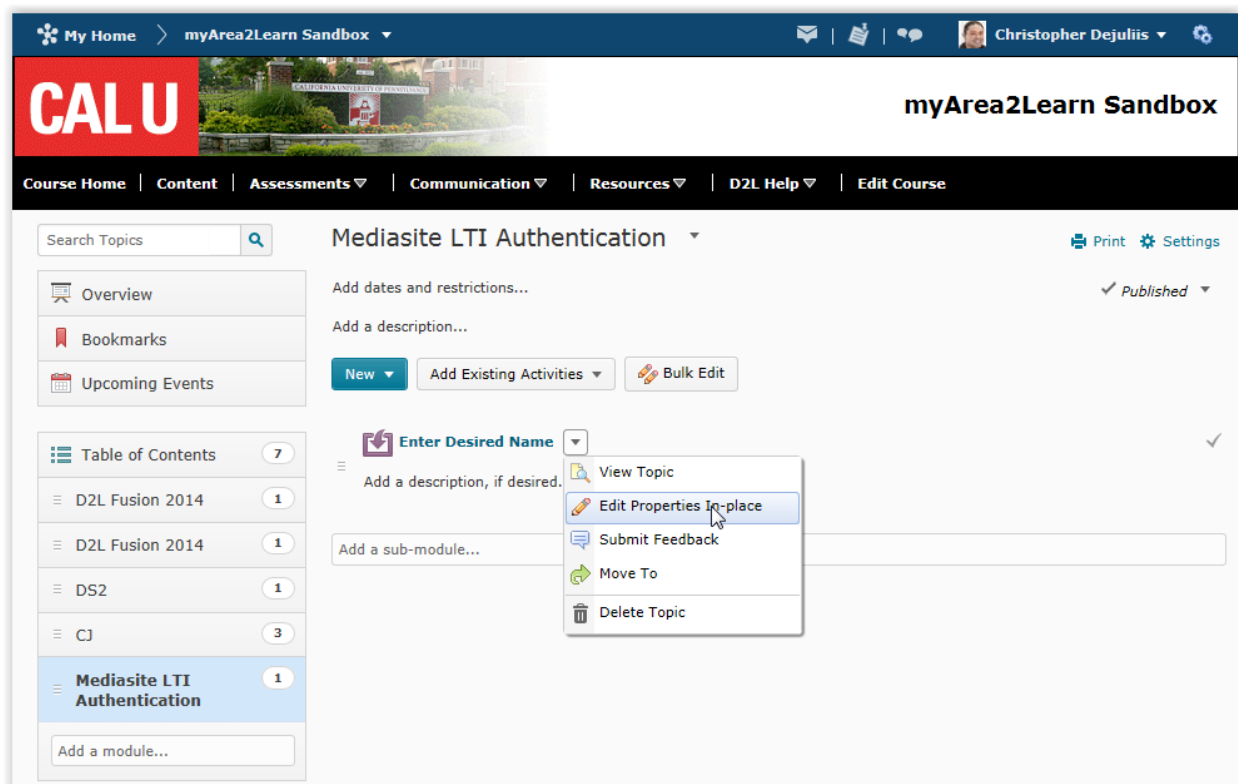 My Home
myArea2Learn Sandbox
Christopher Dejuliis
CALU
CALIFORNIA UNIVERSITY OF PENNSYLVANIA
myArea2Learn Sandbox
Course Home
Content
Assessments
Communication
Resources
D2L Help
Edit Course
Search Topics
Overview
Bookmarks
Upcoming Events
Table of Contents 7
D2L Fusion 2014 1
D2L Fusion 2014 1
DS2 1
CJ 3
Mediasite LTI 1
Authentication
Add a module...
Mediasite LTI Authentication
Print
Settings
Add dates and restrictions...
Published
Add a description...
New
Add Existing Activities
Bulk Edit
Enter Desired Name
Add a description, if desired.
View Topic
Edit Properties In-place
Submit Feedback
Move To
Delete Topic
Add a sub-module...